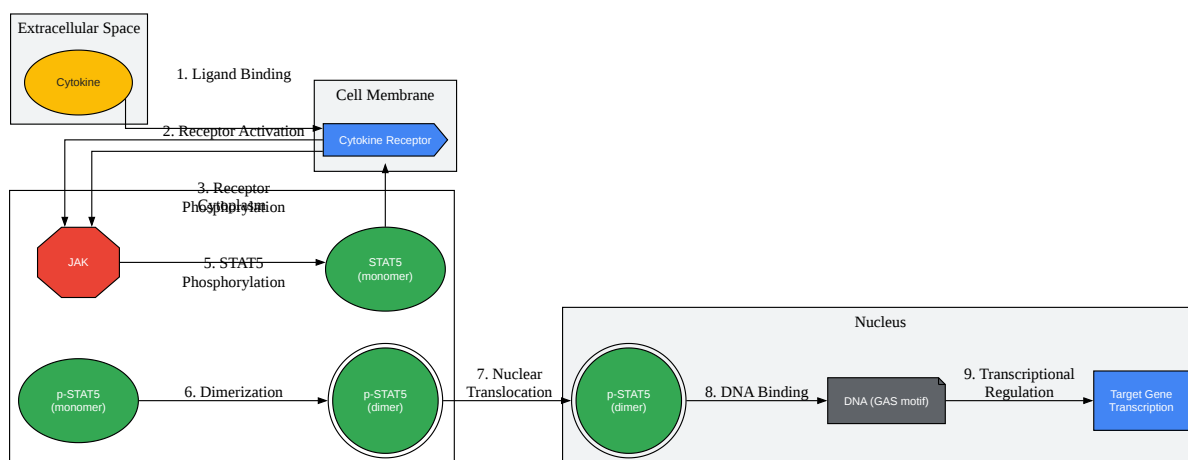 Extracellular Space
Cytokine
1. Ligand Binding
Cell Membrane
2. Receptor Activation
Cytokine Receptor
3. Receptor
Phosphorylation
Cytoplasm
JAK
5. STAT5
Phosphorylation
STAT5
(monomer)
p-STAT5
(monomer)
6. Dimerization
p-STAT5
(dimer)
7. Nuclear
Translocation
Nucleus
p-STAT5
(dimer)
8. DNA Binding
DNA (GAS motif)
9. Transcriptional
Regulation
Target Gene
Transcription